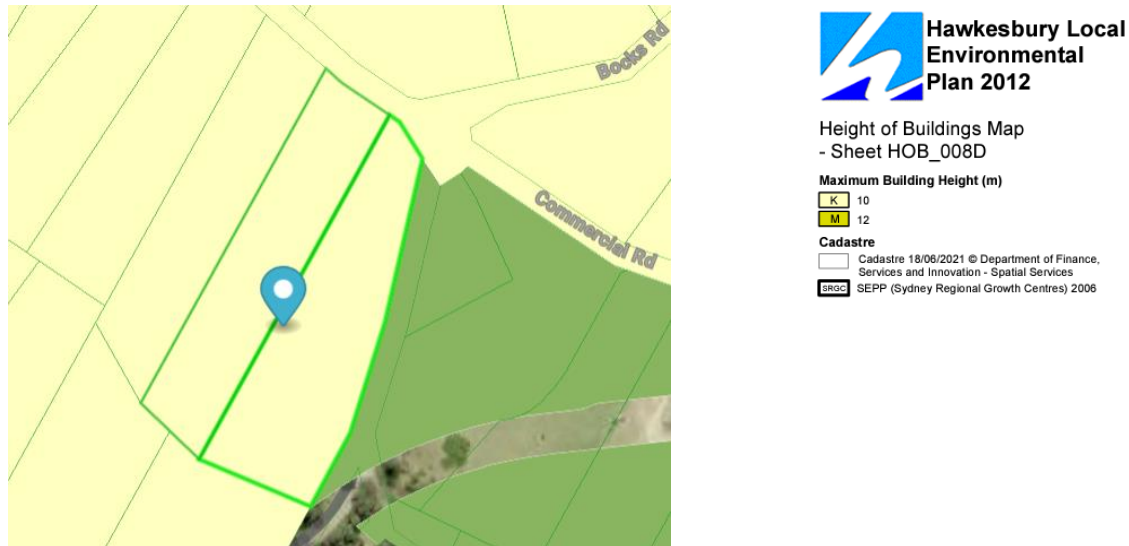 Books Rd
Commercial Rd
Hawkesbury Local
Environmental
Plan 2012
Height of Buildings Map
- Sheet HOB_008D
Maximum Building Height (m)
K 10
M 12
Cadastre
Cadastre 18/06/2021 © Department of Finance,
Services and Innovation - Spatial Services
SRGC SEPP (Sydney Regional Growth Centres) 2006